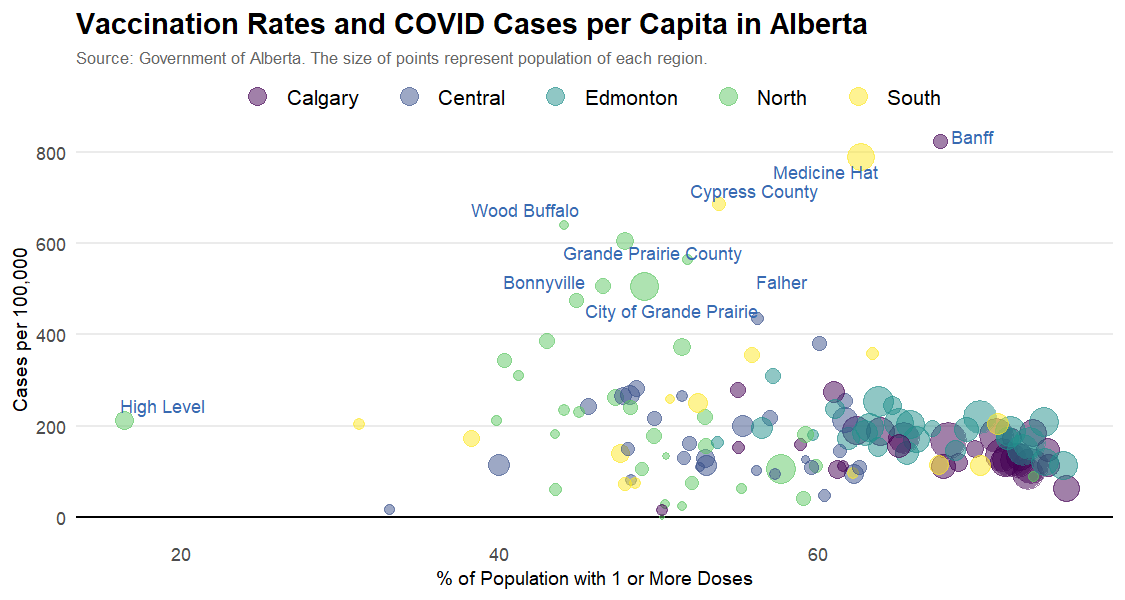 Vaccination Rates and COVID Cases per Capita in Alberta
Source: Government of Alberta. The size of points represent population of each region.
Calgary Central Edmonton North South
Banff
800
Medicine Hat
Cypress County
Wood Buffalo
600
Grande Prairie County
Bonnyville Falher
City of Grande Prairie
400
High Level
200
0
Cases per 100,000
20 40 60
% of Population with 1 or More Doses